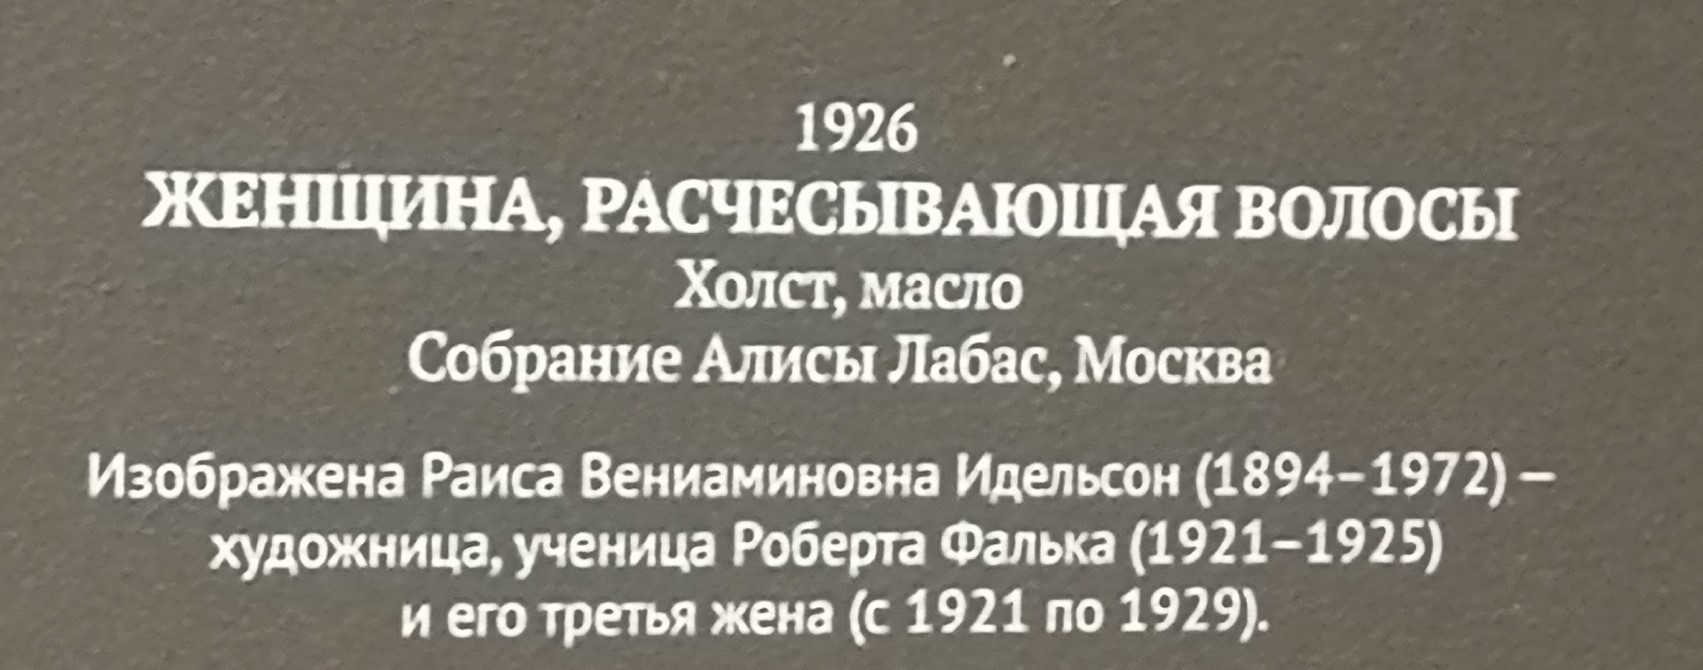 1926
ЖЕНЩИНА, РАСЧЕСЫВАЮЩАЯ ВОЛОСЫ
Холст, масло
Собрание Алисы Лабас, Москва
Изображена Раиса Вениаминовна Идельсон (1894–1972) –
художница, ученица Роберта Фалька (1921–1925)
и его третья жена (с 1921 по 1929).